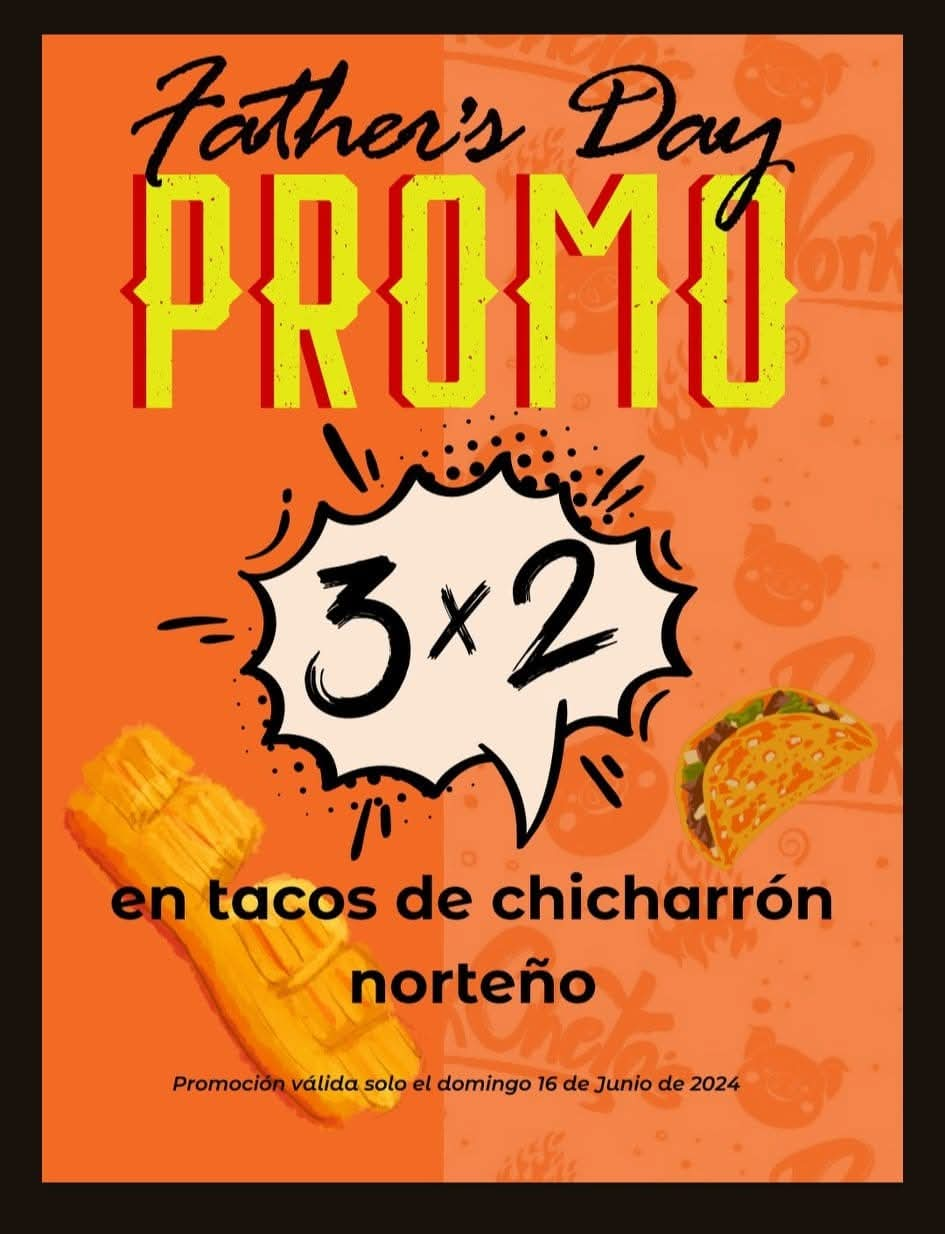 Father's Day
PROMO
3x2
en tacos de chicharrón
norteño
Promoción válida solo el domingo 16 de Junio de 2024